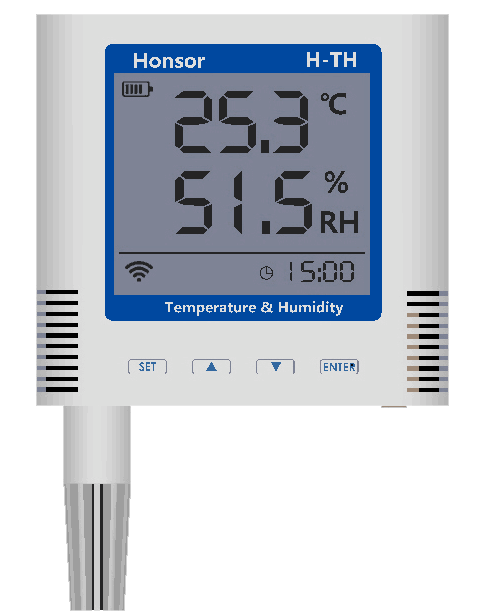 Honsor H-TH
25.3 ℃
51.5 %
RH
15:00
Temperature & Humidity
SET ENTER